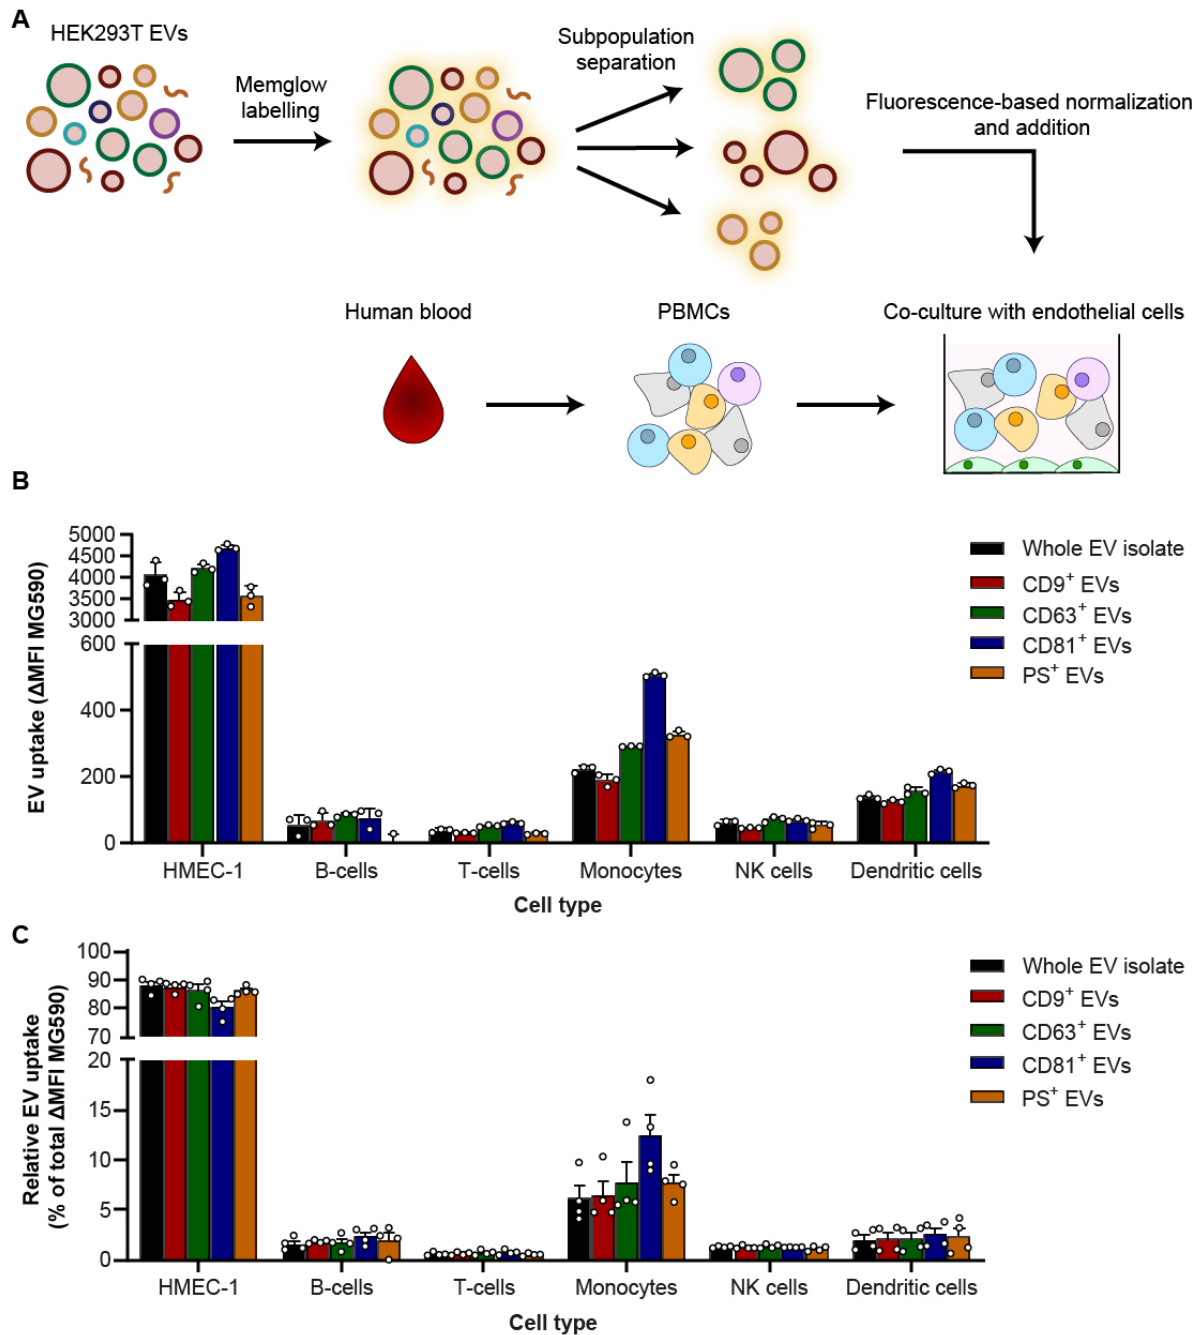 A
HEK293T EVs
Memglow
labelling
Subpopulation
separation
Fluorescence-based normalization
and addition
Human blood
PBMCs
Co-culture with endothelial cells
B
EV uptake (ΔMFI MG590)
5000
4500
4000
3500
3000
600
400
200
0
HMEC-1
B-cells
T-cells
Monocytes
NK cells
Dendritic cells
Cell type
Whole EV isolate
CD9⁺ EVs
CD63⁺ EVs
CD81⁺ EVs
PS⁺ EVs
C
Relative EV uptake
(% of total ΔMFI MG590)
100
90
80
70
20
15
10
5
0
HMEC-1
B-cells
T-cells
Monocytes
NK cells
Dendritic cells
Cell type
Whole EV isolate
CD9⁺ EVs
CD63⁺ EVs
CD81⁺ EVs
PS⁺ EVs